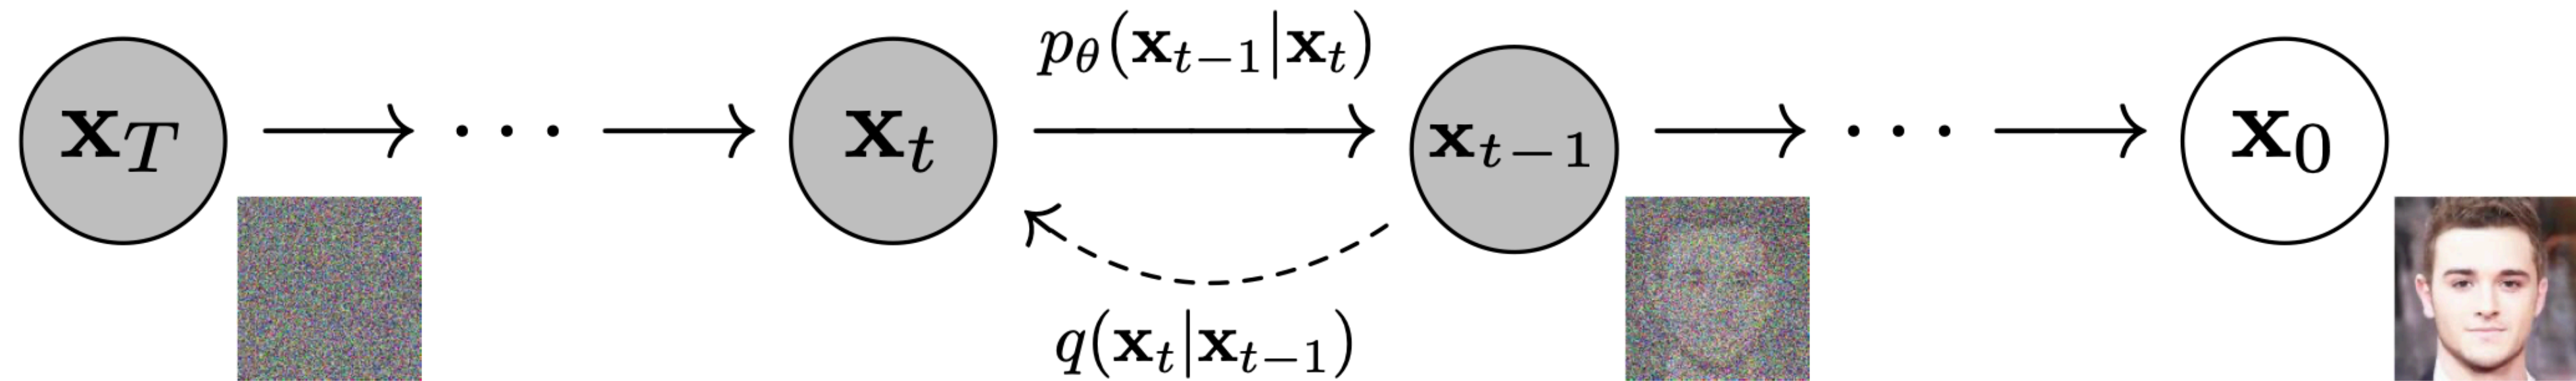 p_θ(x_{t−1}|x_t)
x_T → ··· → x_t → x_{t−1} → ··· → x_0
q(x_t|x_{t−1})